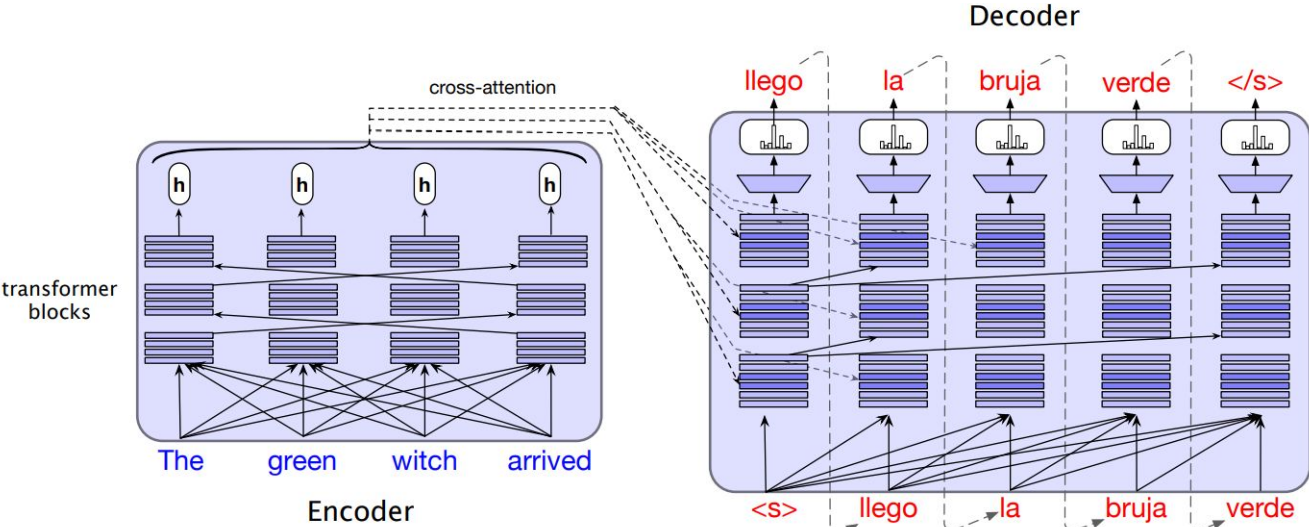 Decoder
llego la bruja verde </s>
cross-attention
h h h h
transformer
blocks
The green witch arrived
Encoder
<s> llego la bruja verde